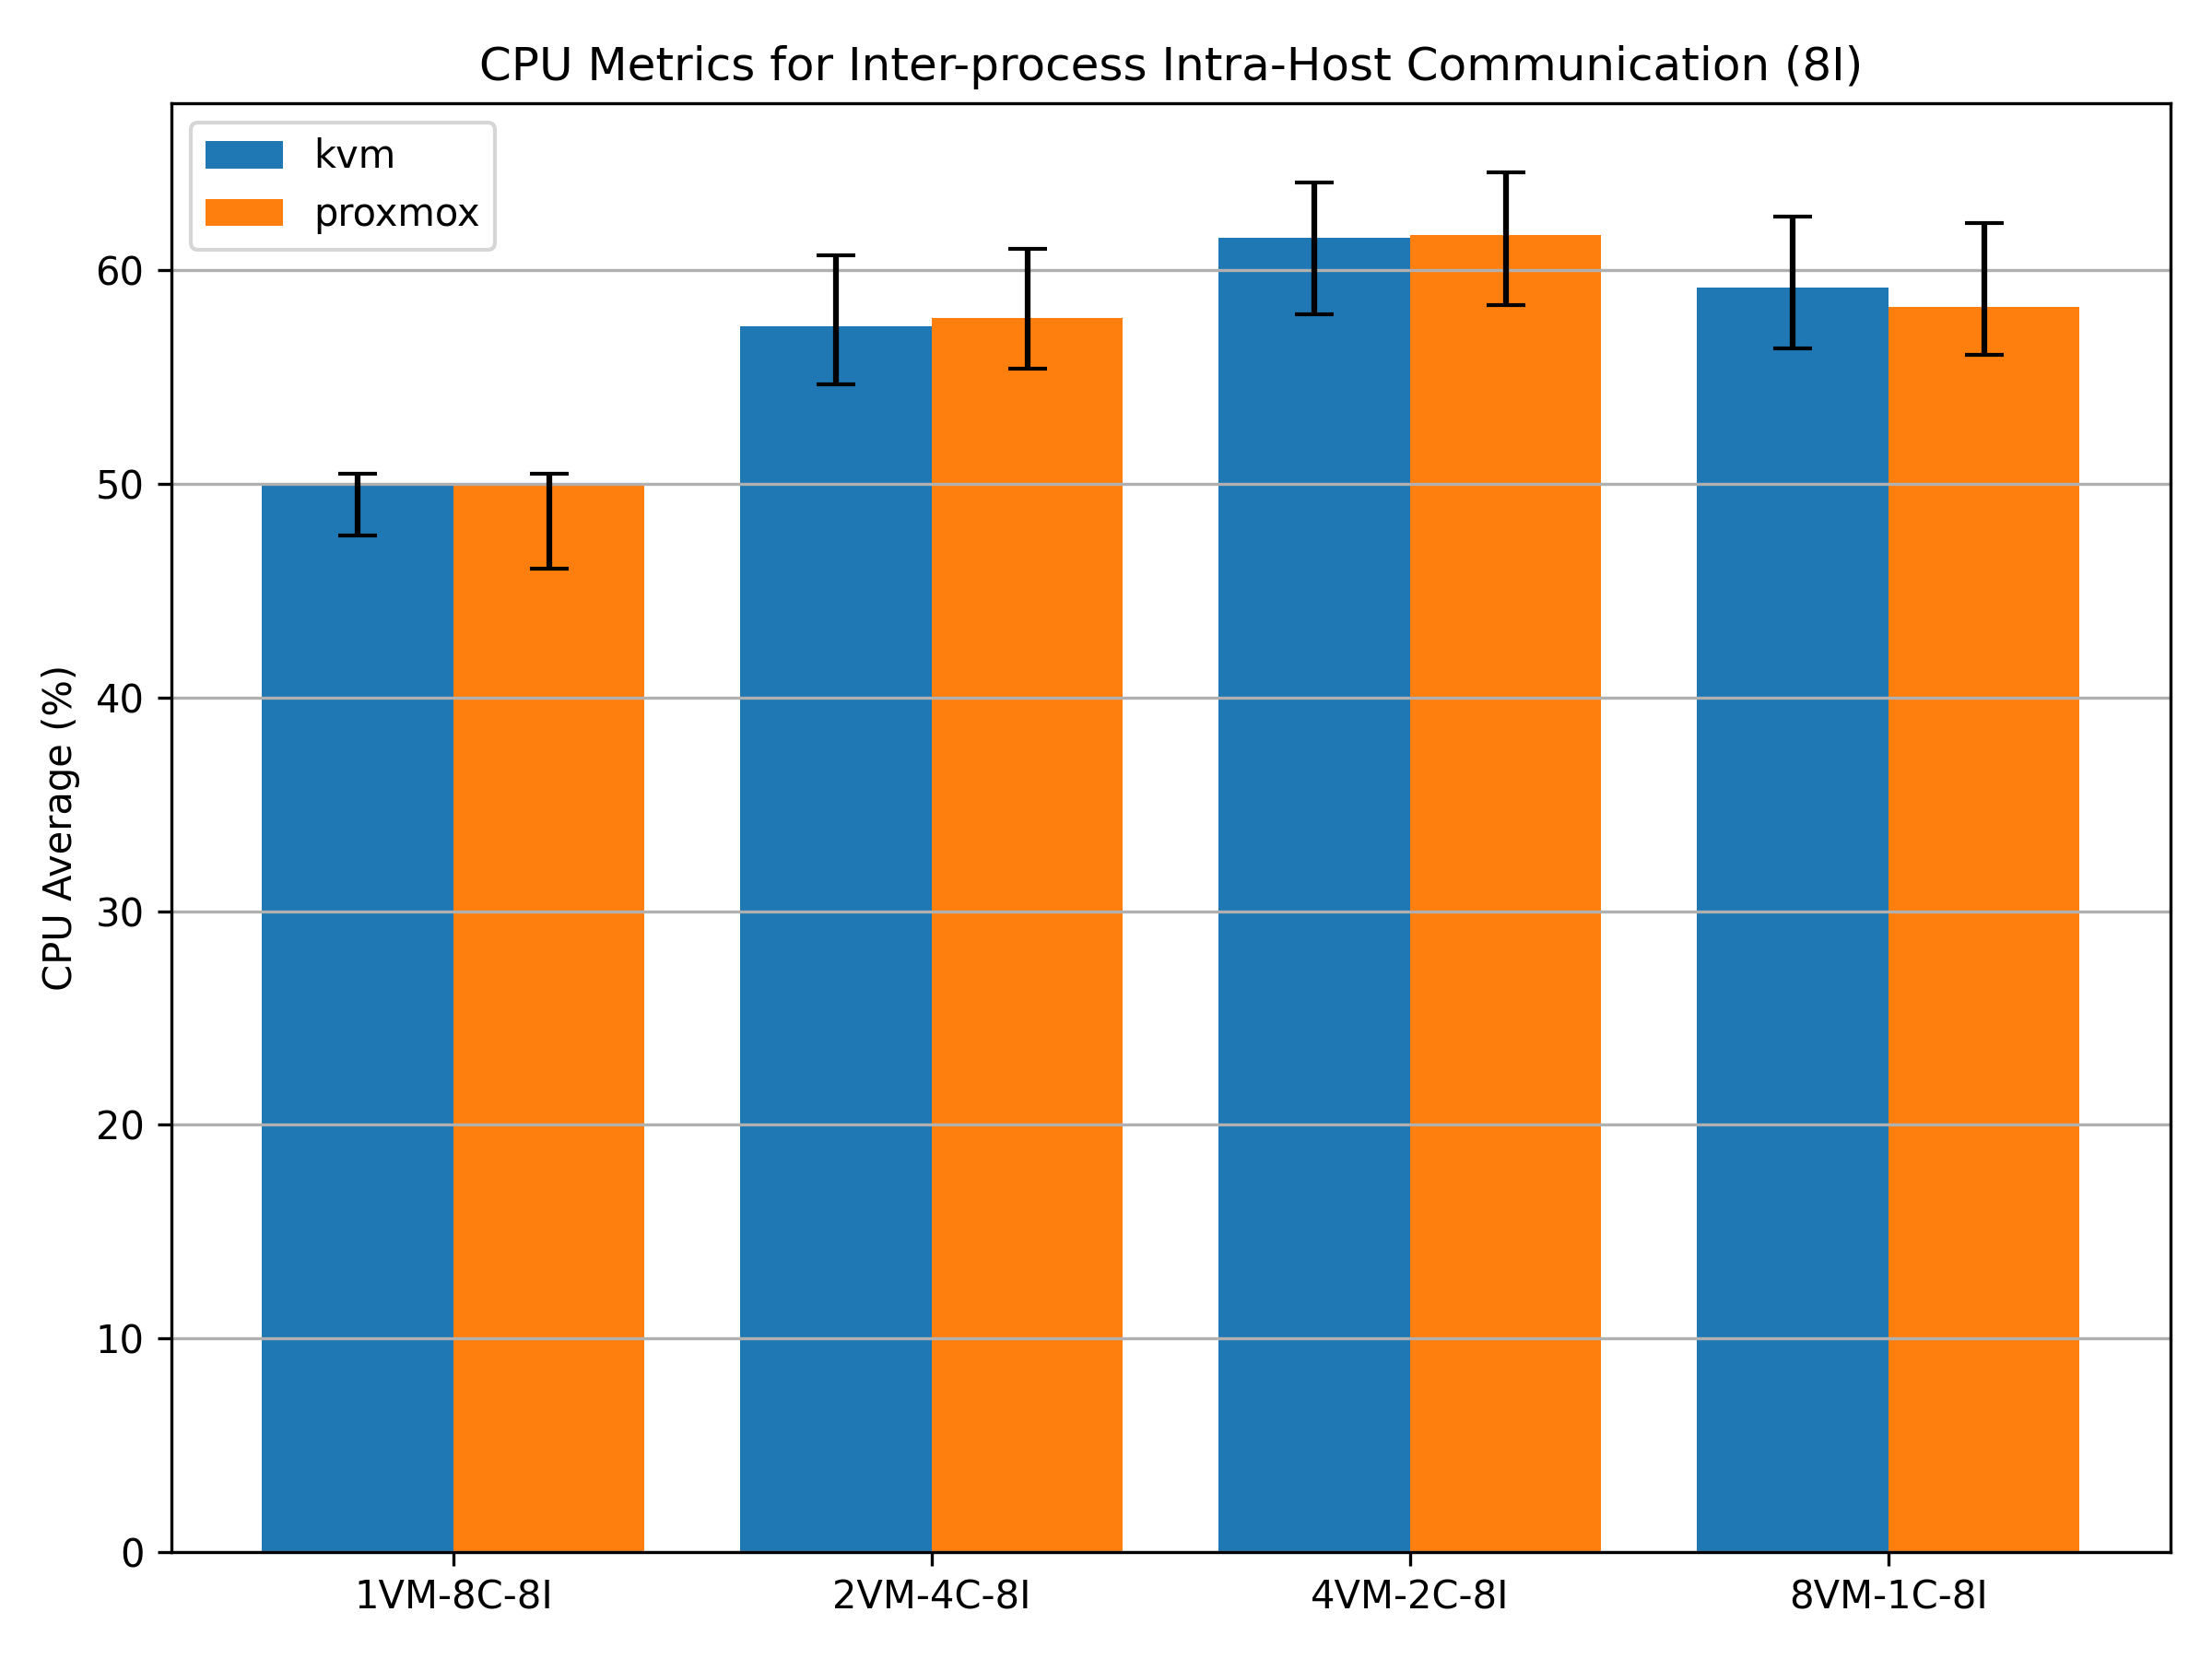 CPU Metrics for Inter-process Intra-Host Communication (8I)
kvm
proxmox
CPU Average (%)
60
50
40
30
20
10
0
1VM-8C-8I
2VM-4C-8I
4VM-2C-8I
8VM-1C-8I